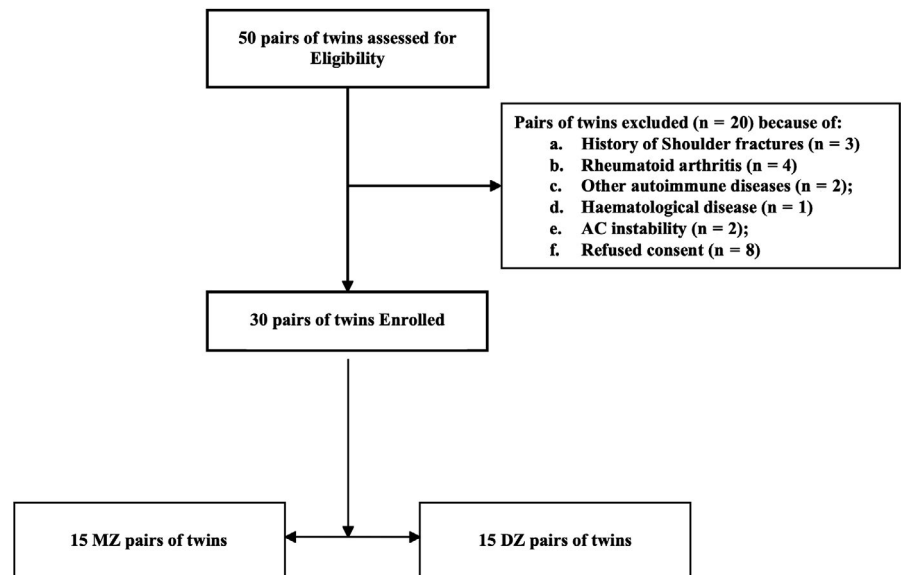 50 pairs of twins assessed for
Eligibility
Pairs of twins excluded (n = 20) because of:
a. History of Shoulder fractures (n = 3)
b. Rheumatoid arthritis (n = 4)
c. Other autoimmune diseases (n = 2);
d. Haematological disease (n = 1)
e. AC instability (n = 2);
f. Refused consent (n = 8)
30 pairs of twins Enrolled
15 MZ pairs of twins
15 DZ pairs of twins